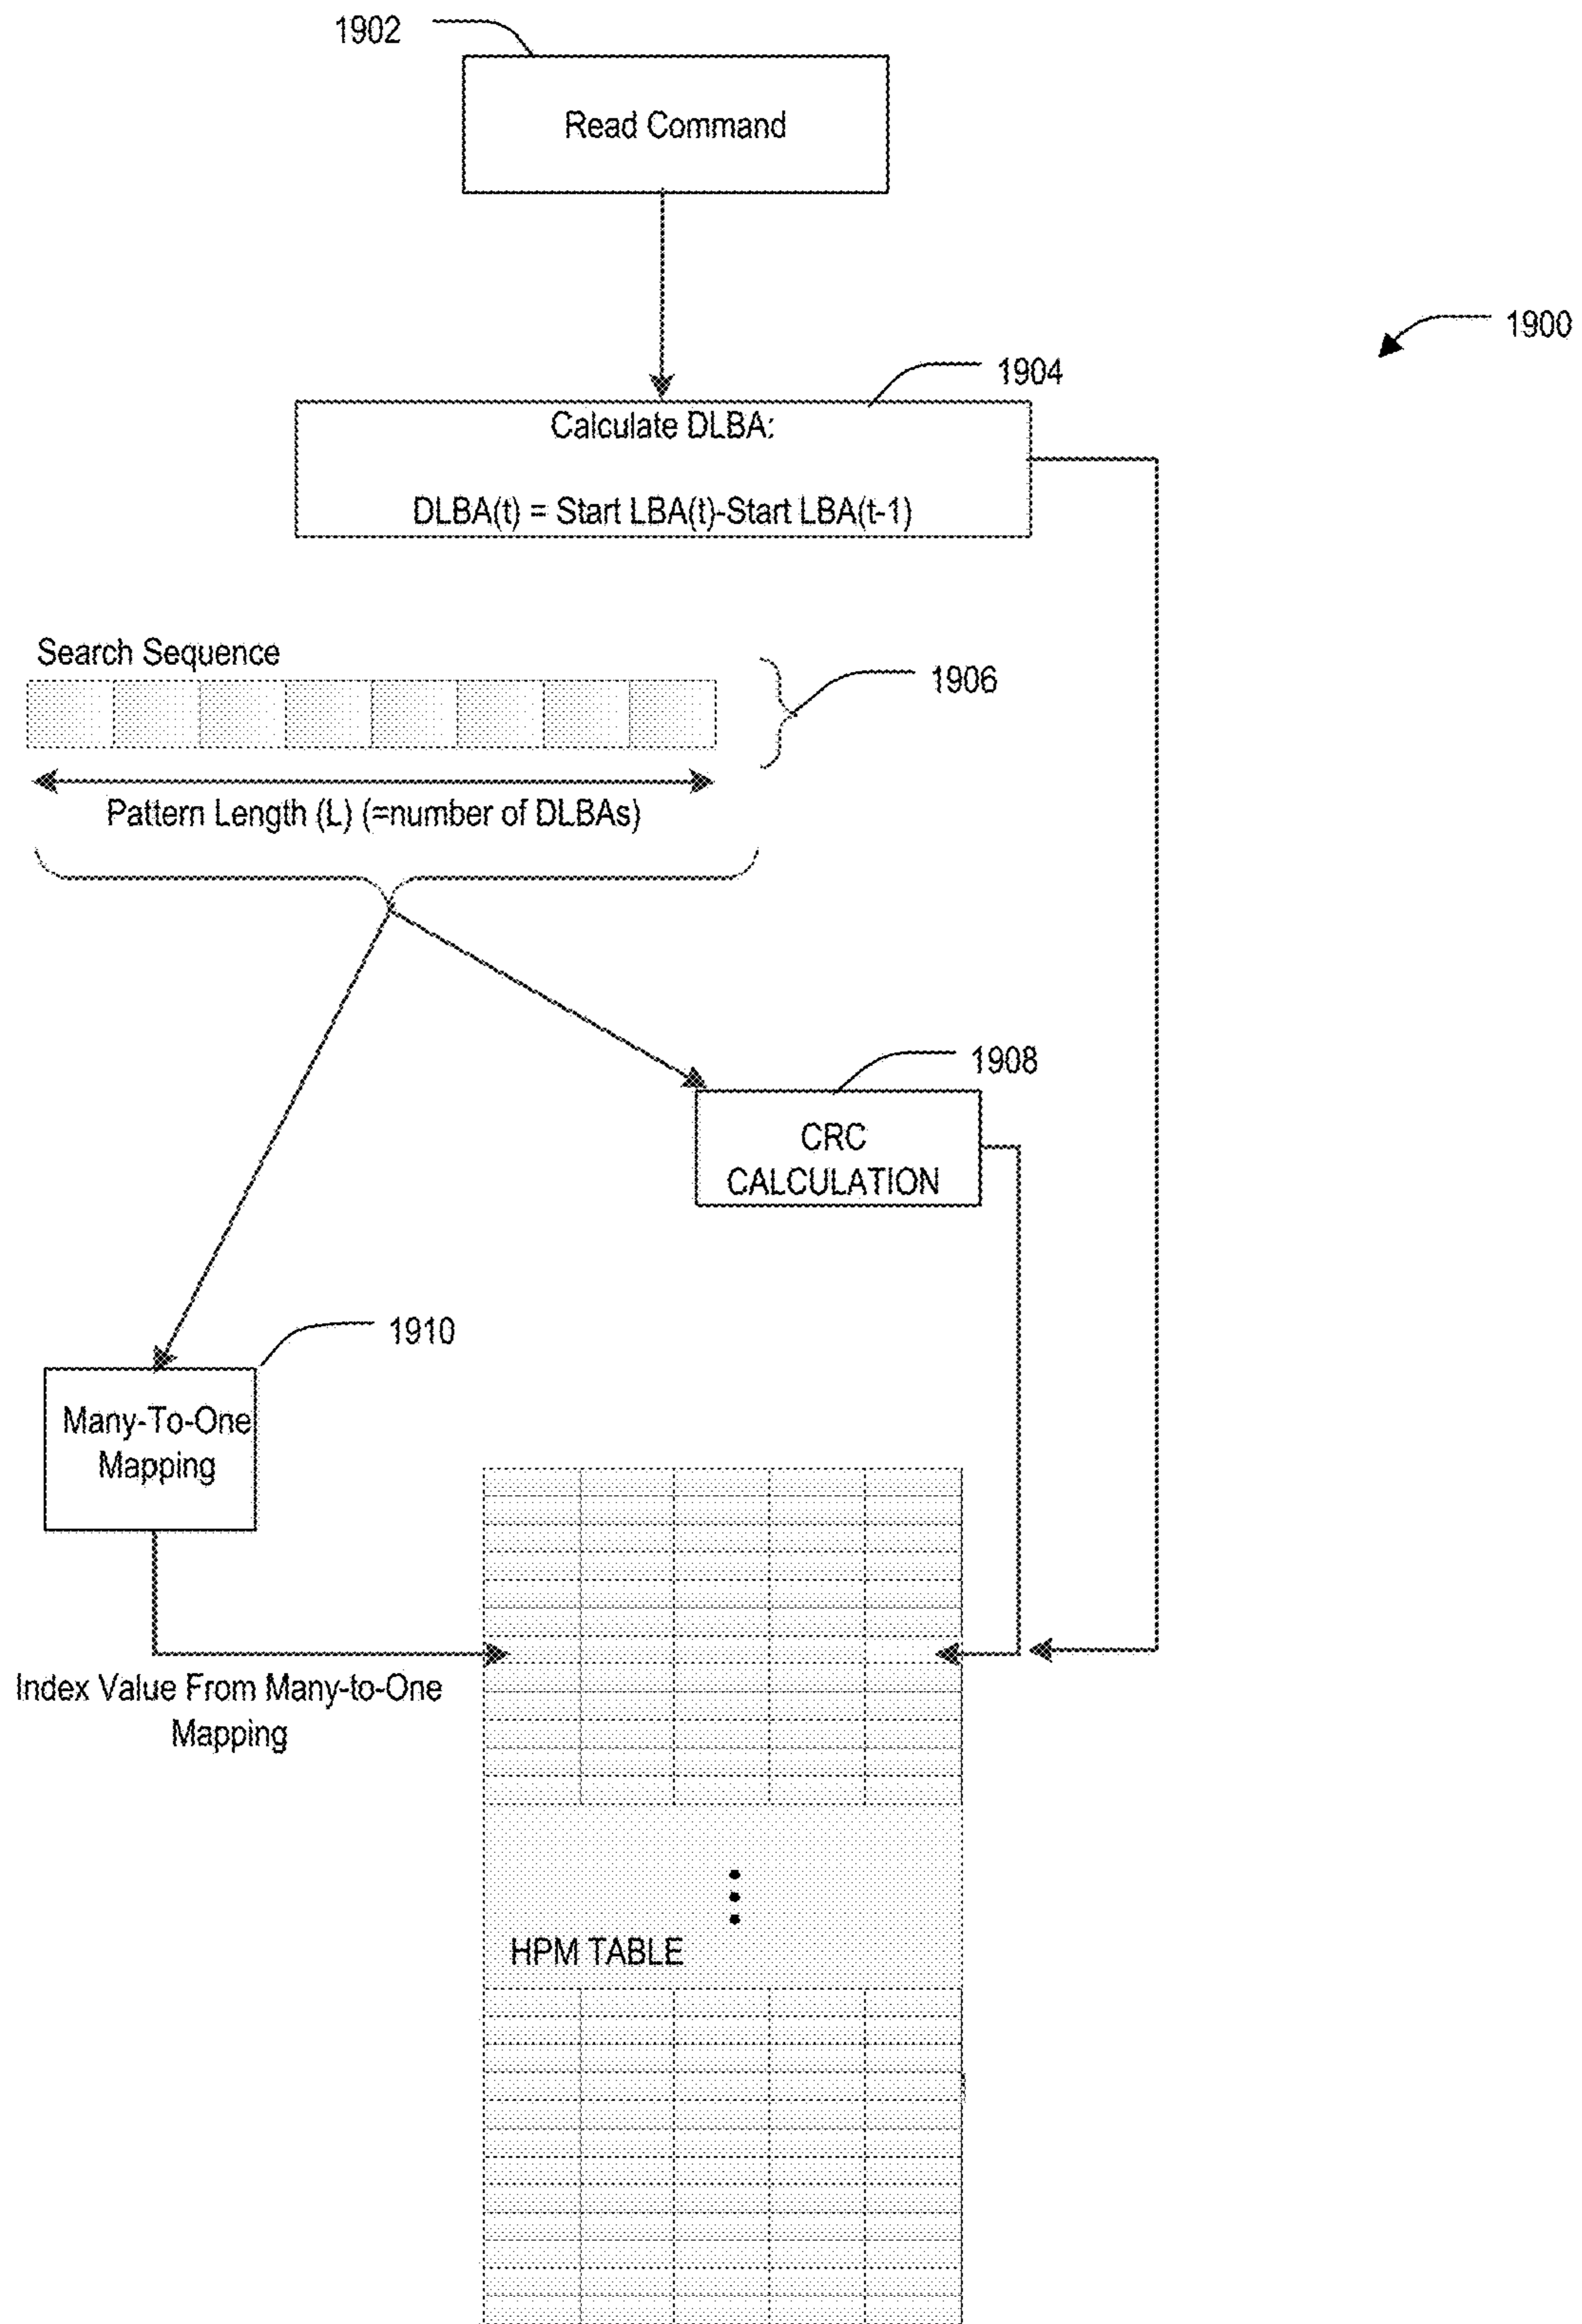 1902
Read Command
1900
1904
Calculate DLBA:
DLBA(t) = Start LBA(t)-Start LBA(t-1)
Search Sequence
1906
Pattern Length (L) (=number of DLBAs)
1908
CRC
CALCULATION
1910
Many-To-One
Mapping
Index Value From Many-to-One
Mapping
HPM TABLE